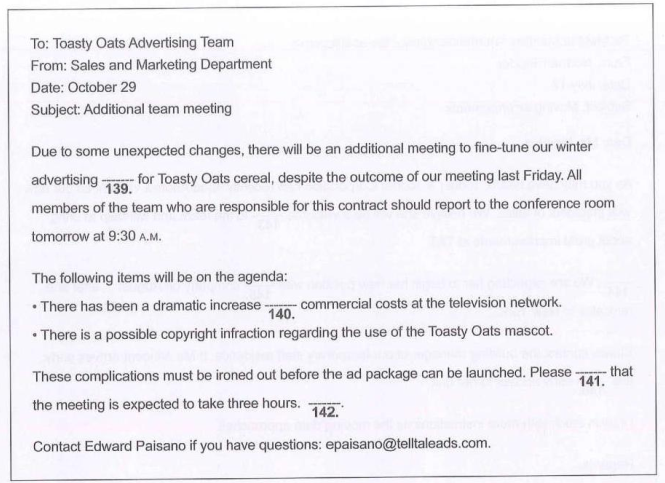 To: Toasty Oats Advertising Team
From: Sales and Marketing Department
Date: October 29
Subject: Additional team meeting
Due to some unexpected changes, there will be an additional meeting to fine-tune our winter
advertising ------- for Toasty Oats cereal, despite the outcome of our meeting last Friday. All
139.
members of the team who are responsible for this contract should report to the conference room
tomorrow at 9:30 A.M.
The following items will be on the agenda:
• There has been a dramatic increase ------- commercial costs at the television network.
140.
• There is a possible copyright infraction regarding the use of the Toasty Oats mascot.
These complications must be ironed out before the ad package can be launched. Please ------- that
141.
the meeting is expected to take three hours. -------.
142.
Contact Edward Paisano if you have questions: epaisano@telltaleads.com.